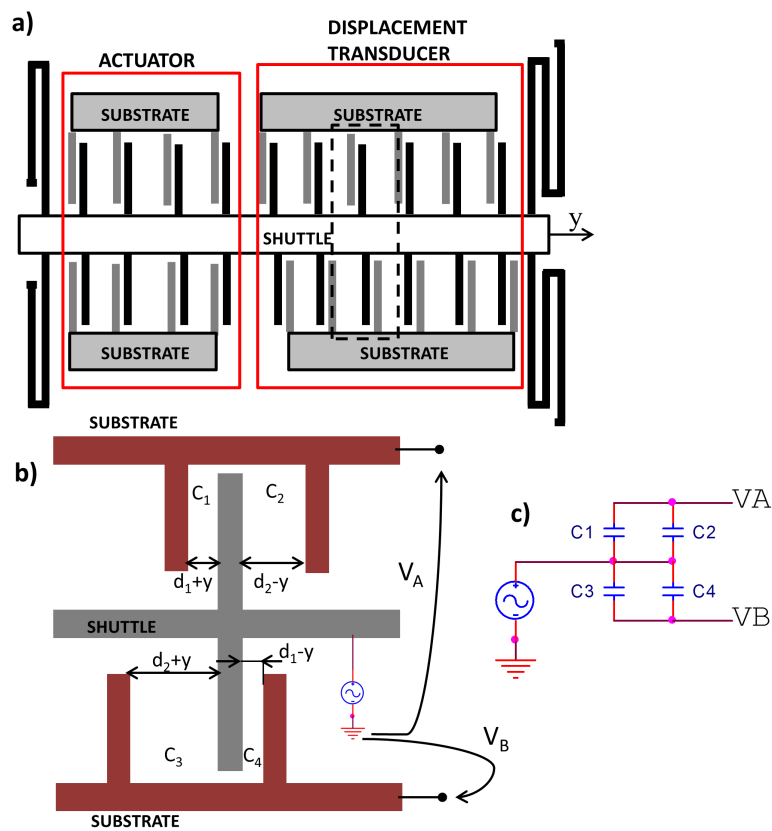 a)
ACTUATOR
DISPLACEMENT
TRANSDUCER
SUBSTRATE
SUBSTRATE
SHUTTLE
y
SUBSTRATE
SUBSTRATE
b)
SUBSTRATE
C1
C2
d1+y
d2-y
VA
SHUTTLE
d2+y
d1-y
C3
C4
VB
SUBSTRATE
c)
VA
C1
C2
C3
C4
VB